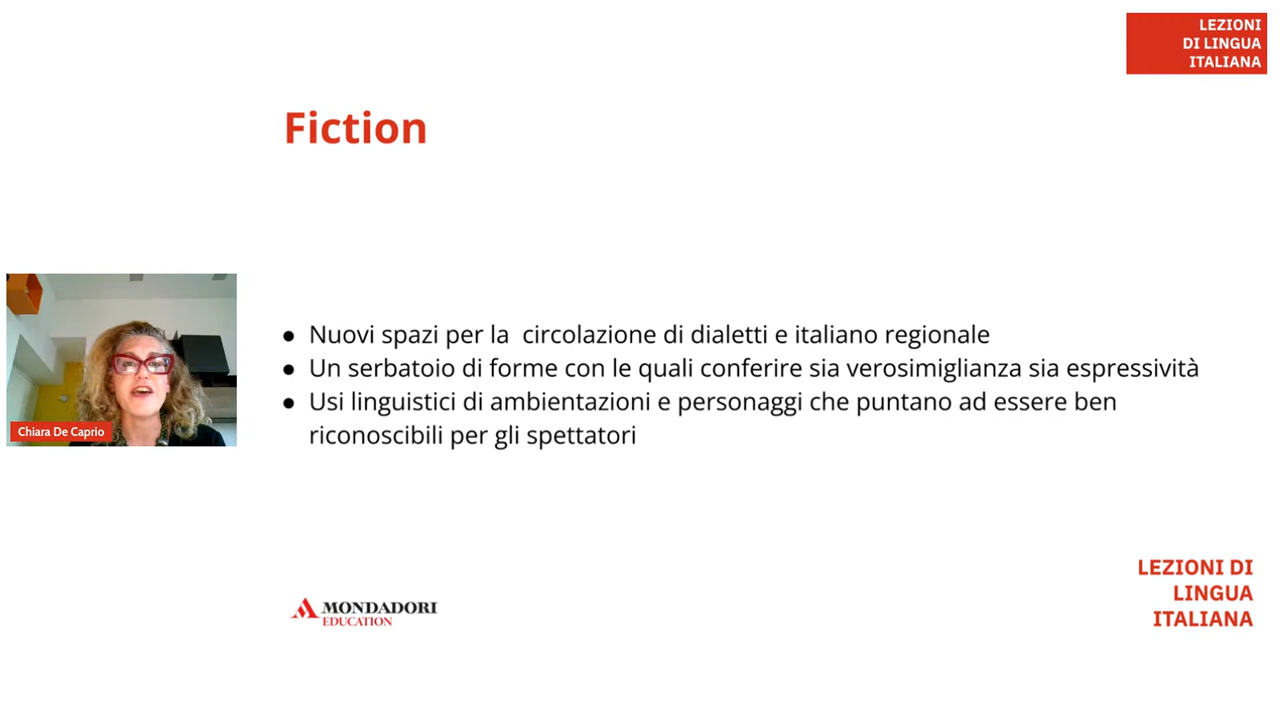 LEZIONI
DI LINGUA
ITALIANA
Fiction
Chiara De Caprio
● Nuovi spazi per la circolazione di dialetti e italiano regionale
● Un serbatoio di forme con le quali conferire sia verosimiglianza sia espressività
● Usi linguistici di ambientazioni e personaggi che puntano ad essere ben
riconoscibili per gli spettatori
MONDADORI
EDUCATION
LEZIONI DI
LINGUA
ITALIANA